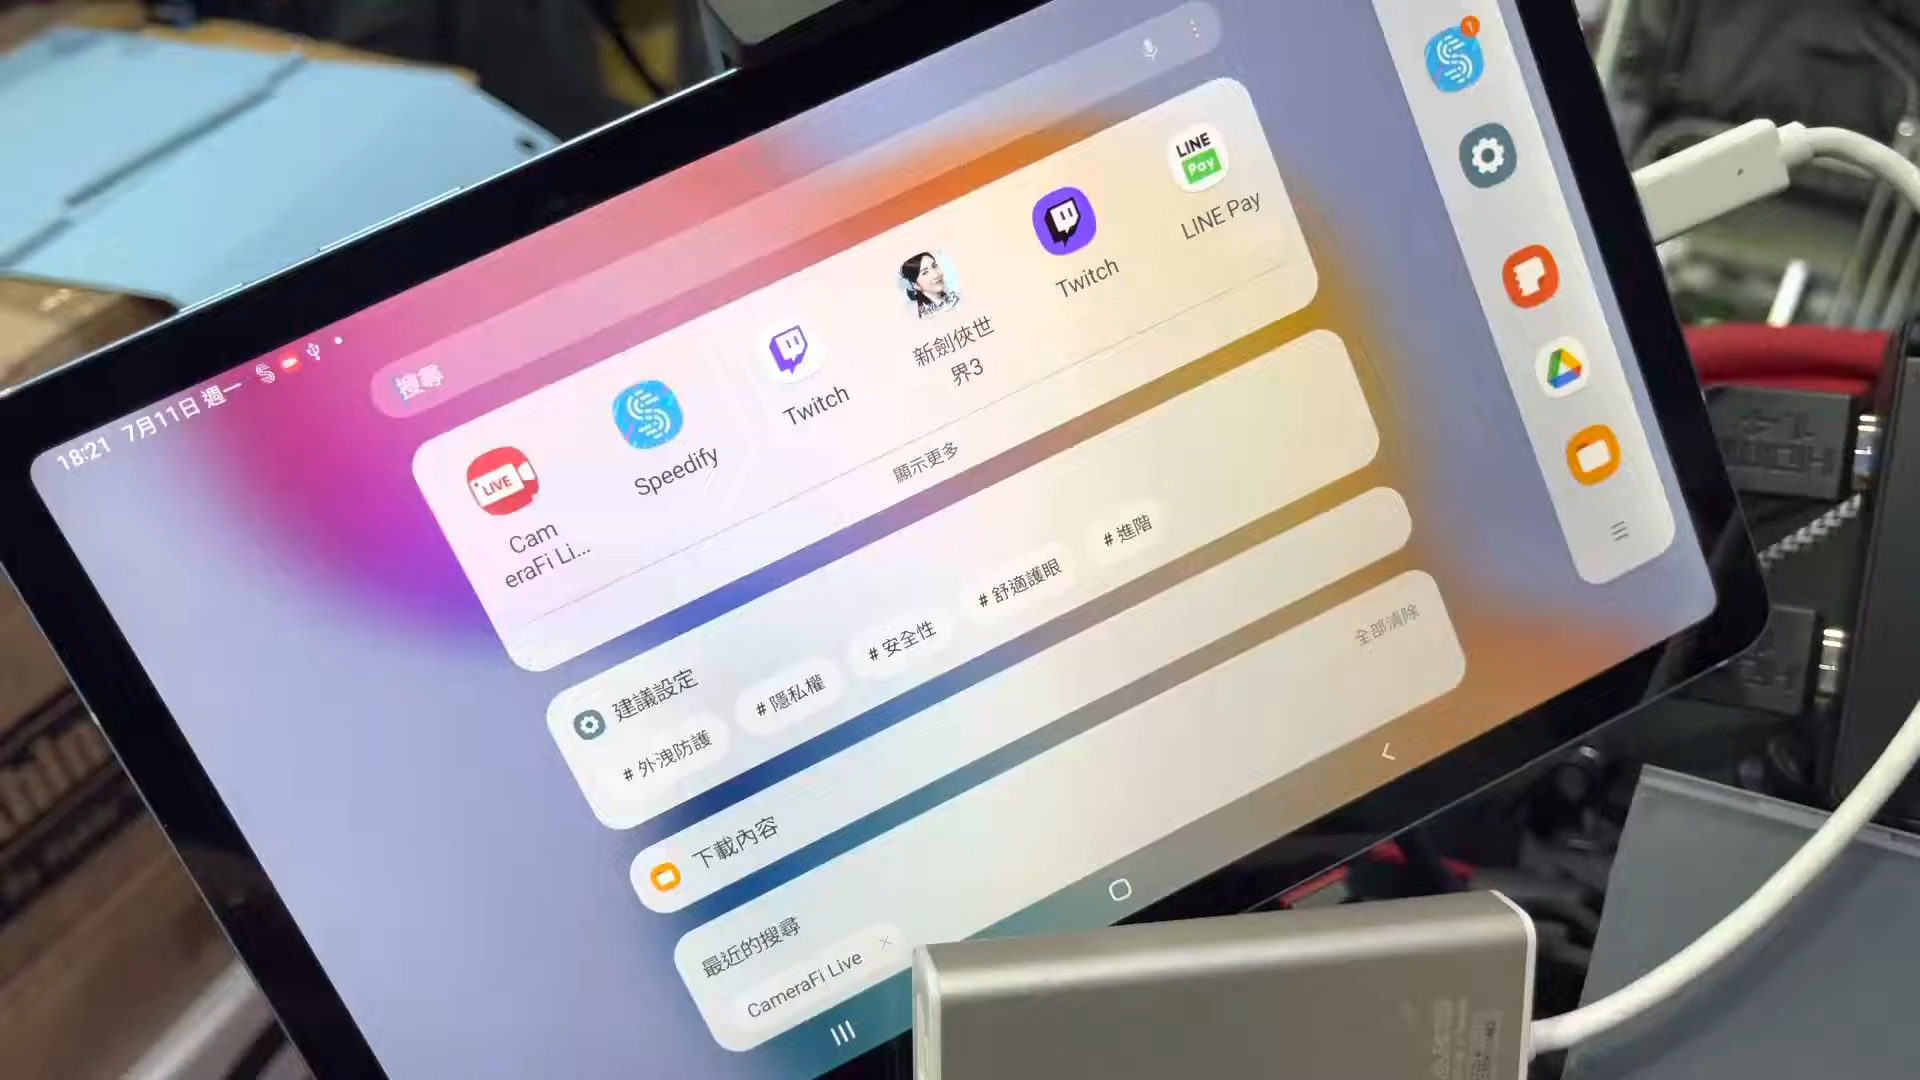 18:21 7月11日 週一
搜尋
LIVE
Cam
eraFi Li...
Speedify
Twitch
新劍俠世
界3
Twitch
LINE
Pay
LINE Pay
1
顯示更多
建議設定
# 外洩防護
# 隱私權
# 安全性
# 舒適護眼
# 進階
下載內容
最近的搜尋
全部清除
CameraFi Live